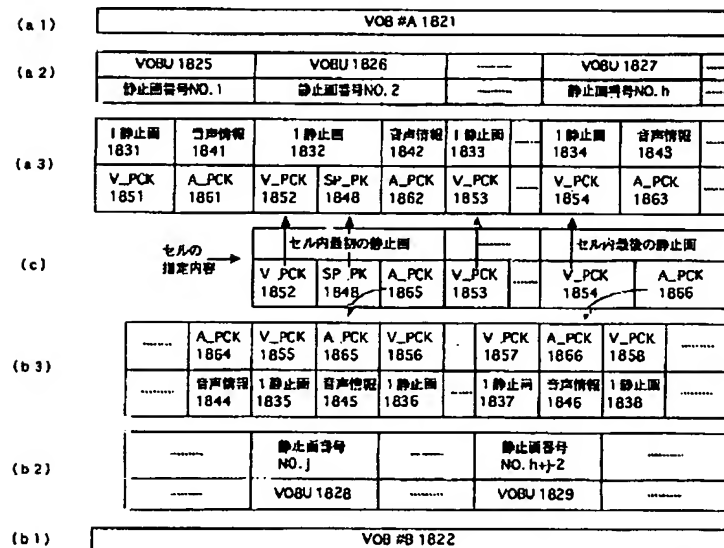 (a1) VOB #A 1821
(a2) VOBU 1825 VOBU 1826 ------ VOBU 1827 ----
静止画番号NO. 1 静止画番号NO. 2 ------ 静止画番号NO. h ----
(a3) I 静止画 1831 音声情報 1841 I 静止画 1832 音声情報 1842 I 静止画 1833 ------ I 静止画 1834 音声情報 1843 ----
V_PCK 1851 A_PCK 1861 V_PCK 1852 SP_PK 1848 A_PCK 1862 V_PCK 1853 ------ V_PCK 1854 A_PCK 1863 ----
(c) セルの指定内容 セル内最初の静止画 ------ セル内最後の静止画
V_PCK 1852 SP_PK 1848 A_PCK 1865 V_PCK 1853 ------ V_PCK 1854 A_PCK 1866
(b3) ------ A_PCK 1864 V_PCK 1855 A_PCK 1865 V_PCK 1856 V_PCK 1857 A_PCK 1866 V_PCK 1858 ------
------ 音声情報 1844 I 静止画 1835 音声情報 1845 I 静止画 1836 ------ I 静止画 1837 音声情報 1846 I 静止画 1838 ------
(b2) ------ 静止画番号 NO. j ------ 静止画番号 NO. h+j-2 ------
------ VOBU 1828 ------ VOBU 1829 ------
(b1) VOB #B 1822